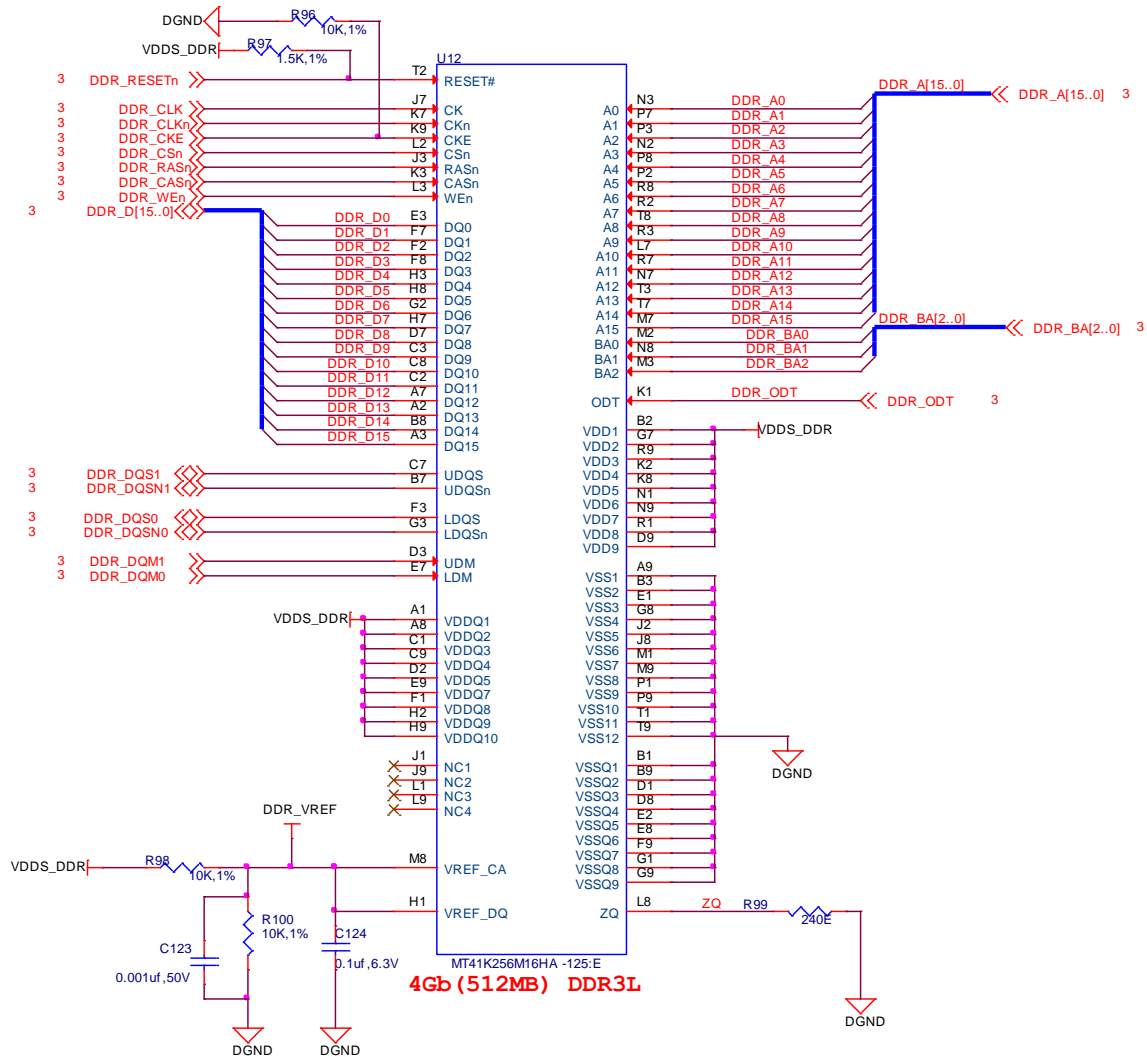 DGND R96 10K,1%
VDDS_DDR R97 1.5K,1%
U12
3 DDR_RESETn T2 RESET#
3 DDR_CLK J7 CK
3 DDR_CLKn K7 CKn
3 DDR_CKE K9 CKE
3 DDR_CSn L2 CSn
3 DDR_RASn J3 RASn
3 DDR_CASn K3 CASn
3 DDR_WEn L3 WEn
3 DDR_D[15..0]
DDR_D0 E3 DQ0
DDR_D1 F7 DQ1
DDR_D2 F2 DQ2
DDR_D3 F8 DQ3
DDR_D4 H3 DQ4
DDR_D5 H8 DQ5
DDR_D6 G2 DQ6
DDR_D7 H7 DQ7
DDR_D8 D7 DQ8
DDR_D9 C3 DQ9
DDR_D10 C8 DQ10
DDR_D11 C2 DQ11
DDR_D12 A7 DQ12
DDR_D13 A2 DQ13
DDR_D14 B8 DQ14
DDR_D15 A3 DQ15
3 DDR_DQS1 C7 UDQS
3 DDR_DQSN1 B7 UDQSn
3 DDR_DQS0 F3 LDQS
3 DDR_DQSN0 G3 LDQSn
3 DDR_DQM1 D3 UDM
3 DDR_DQM0 E7 LDM
VDDS_DDR A1 VDDQ1
A8 VDDQ2
C1 VDDQ3
C9 VDDQ4
D2 VDDQ5
E9 VDDQ7
F1 VDDQ8
H2 VDDQ9
H9 VDDQ10
J1 NC1
J9 NC2
L1 NC3
L9 NC4
DDR_VREF
VDDS_DDR R98 10K,1% M8 VREF_CA
H1 VREF_DQ
R100
10K,1%
C123
0.001uf,50V
C124
0.1uf,6.3V
DGND
DGND
A0 N3 DDR_A0
A1 P7 DDR_A1
A2 P3 DDR_A2
A3 N2 DDR_A3
A4 P8 DDR_A4
A5 P2 DDR_A5
A6 R8 DDR_A6
A7 R2 DDR_A7
A8 T8 DDR_A8
A9 R3 DDR_A9
A10 L7 DDR_A10
A11 R7 DDR_A11
A12 N7 DDR_A12
A13 T3 DDR_A13
A14 T7 DDR_A14
A15 M7 DDR_A15
DDR_A[15..0] DDR_A[15..0] 3
BA0 M2 DDR_BA0
BA1 N8 DDR_BA1
BA2 M3 DDR_BA2
DDR_BA[2..0] DDR_BA[2..0] 3
ODT K1 DDR_ODT DDR_ODT 3
VDD1 B2 VDDS_DDR
VDD2 G7
VDD3 R9
VDD4 K2
VDD5 K8
VDD6 N1
VDD7 N9
VDD8 R1
VDD9 D9
VSS1 A9
VSS2 B3
VSS3 E1
VSS4 G8
VSS5 J2
VSS6 J8
VSS7 M1
VSS8 M9
VSS9 P1
VSS10 P9
VSS11 T1
VSS12 T9
DGND
VSSQ1 B1
VSSQ2 B9
VSSQ3 D1
VSSQ4 D8
VSSQ5 E2
VSSQ6 E8
VSSQ7 F9
VSSQ8 G1
VSSQ9 G9
ZQ L8 ZQ R99 240E
DGND
MT41K256M16HA -125:E
4Gb(512MB) DDR3L